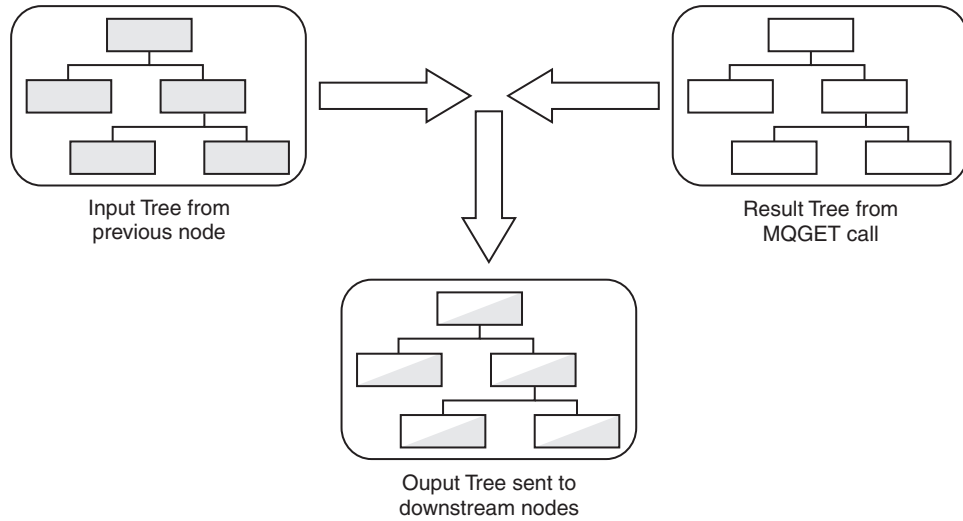 Input Tree from
previous node
Result Tree from
MQGET call
Ouput Tree sent to
downstream nodes